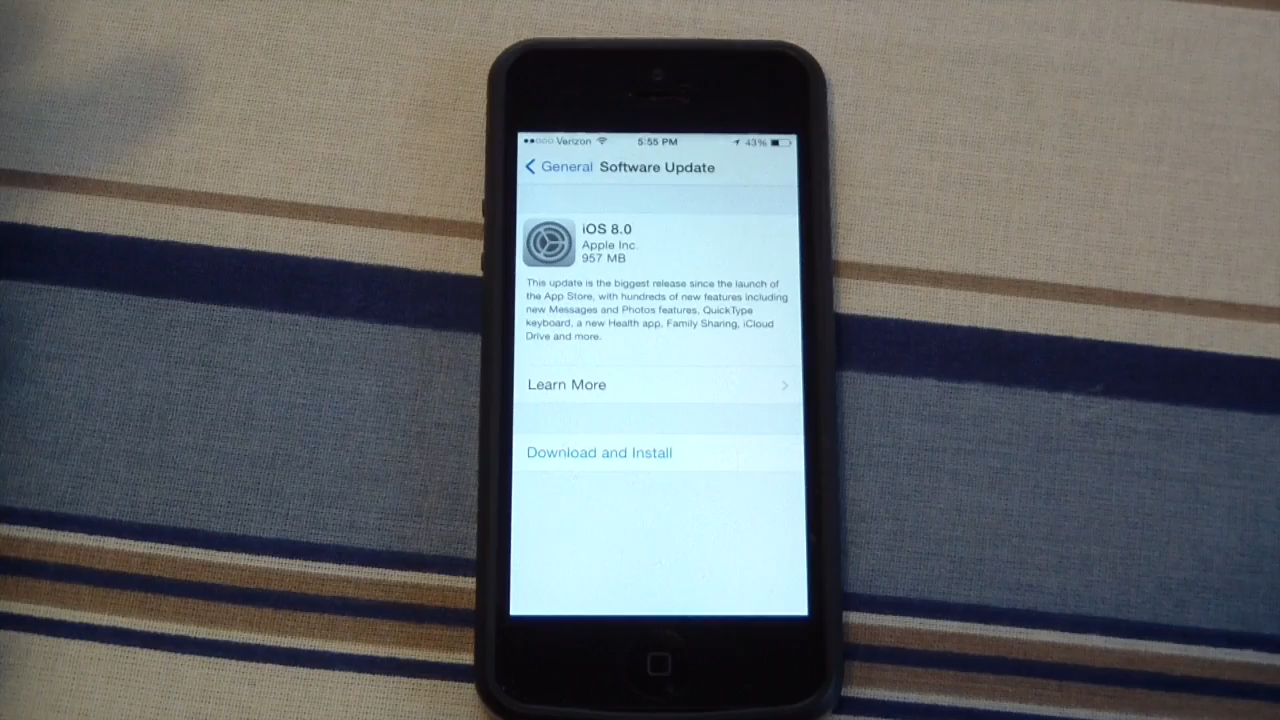 Verizon 5:55 PM 43%
General Software Update
iOS 8.0
Apple Inc.
957 MB
This update is the biggest release since the launch of
the App Store, with hundreds of new features including
new Messages and Photos features, QuickType
keyboard, a new Health app, Family Sharing, iCloud
Drive and more.
Learn More
Download and Install